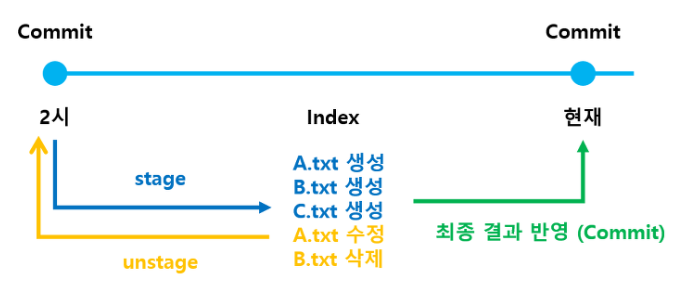 Commit
Commit
2시
Index
현재
stage
A.txt 생성
B.txt 생성
C.txt 생성
A.txt 수정
B.txt 삭제
unstage
최종 결과 반영 (Commit)